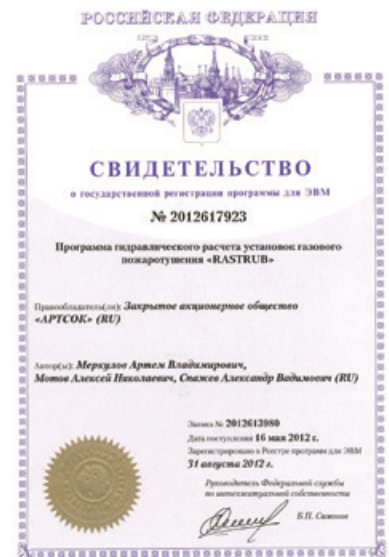 РОССИЙСКАЯ ФЕДЕРАЦИЯ
СВИДЕТЕЛЬСТВО
о государственной регистрации программы для ЭВМ
№ 2012617923
Программа гидравлического расчета установок газового
пожаротушения «RASTRUB»
Правообладатель(ли): Закрытое акционерное общество
«АРТСОК» (RU)
Автор(ы): Меркулов Артем Владимирович,
Мотов Алексей Николаевич, Спажев Александр Вадимович (RU)
Заявка № 2012613980
Дата поступления 16 мая 2012 г.
Зарегистрировано в Реестре программ для ЭВМ
31 августа 2012 г.
Руководитель Федеральной службы
по интеллектуальной собственности
Б.П. Симонов